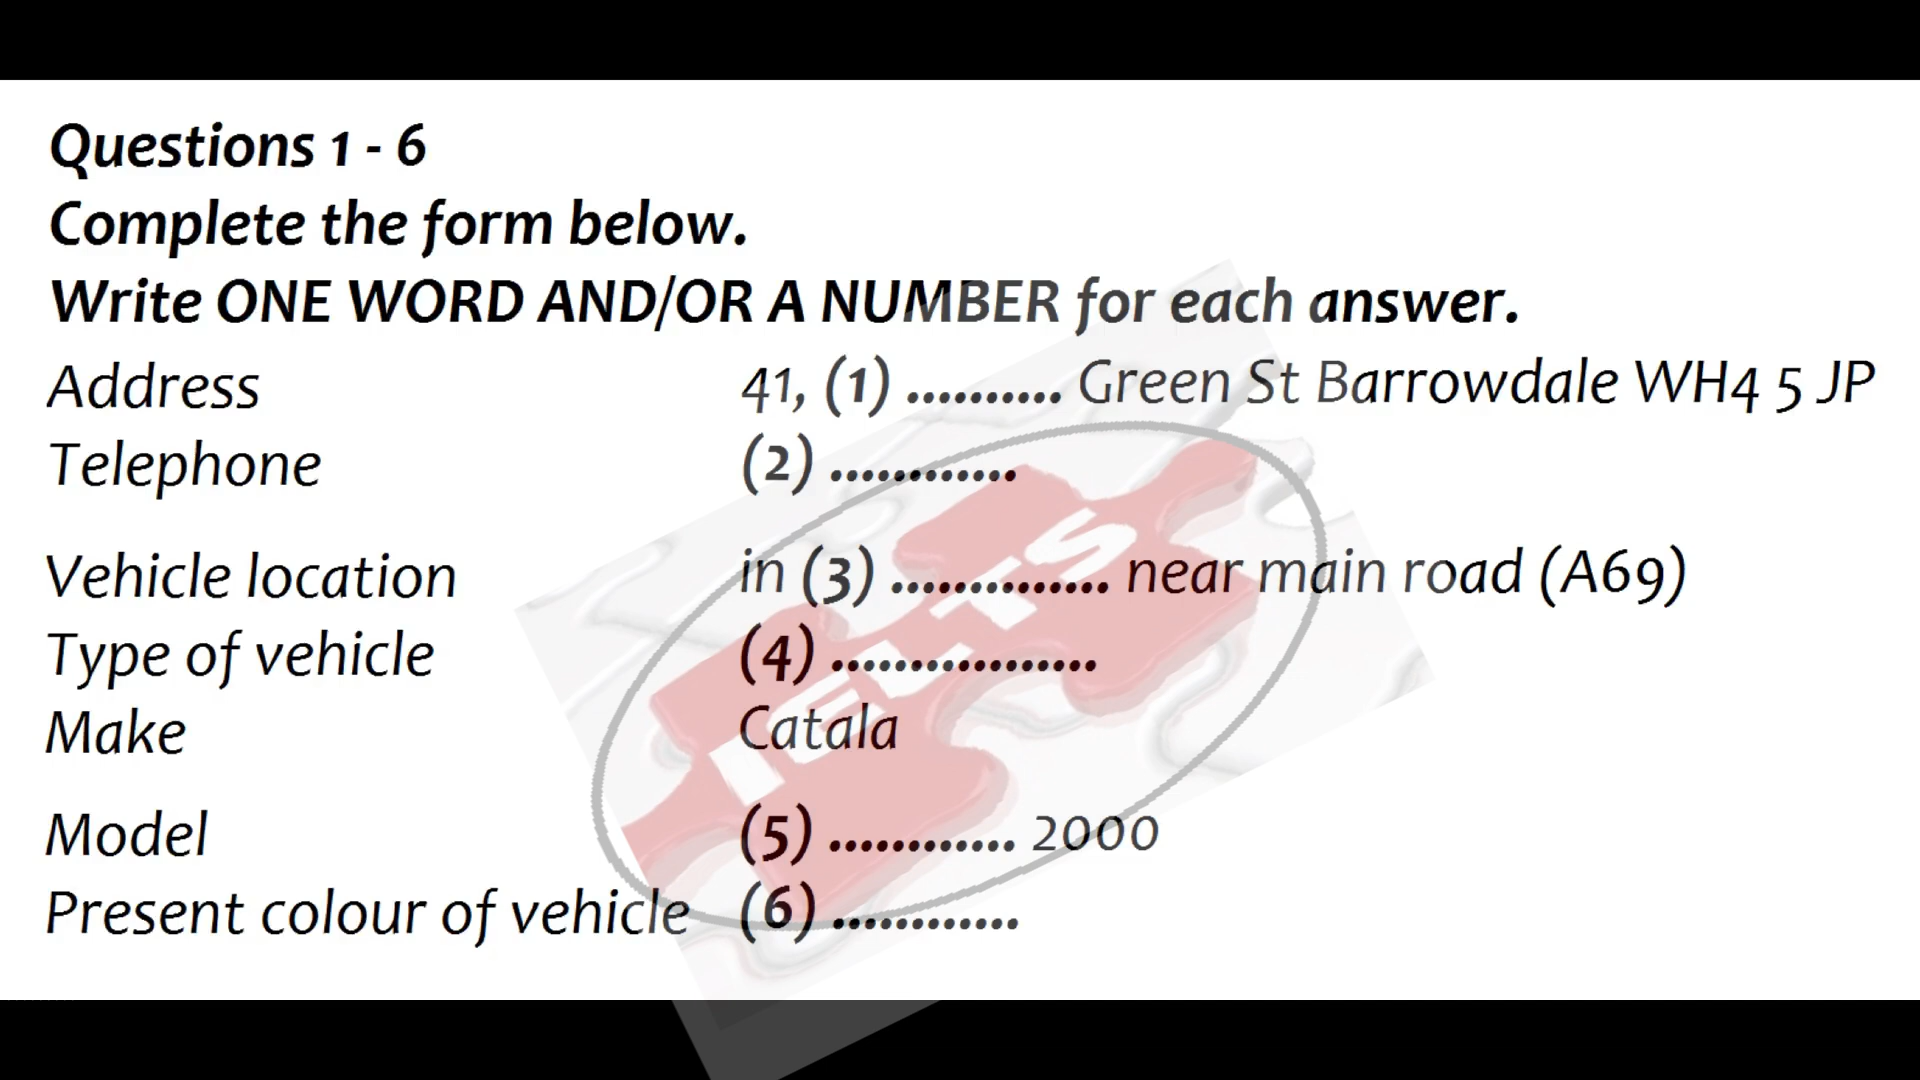 Questions 1 - 6
Complete the form below.
Write ONE WORD AND/OR A NUMBER for each answer.
Address 41, (1) .......... Green St Barrowdale WH4 5 JP
Telephone (2) ............
Vehicle location in (3) .............. near main road (A69)
Type of vehicle (4) .................
Make Catala
Model (5) ............ 2000
Present colour of vehicle (6) ............
IELTS